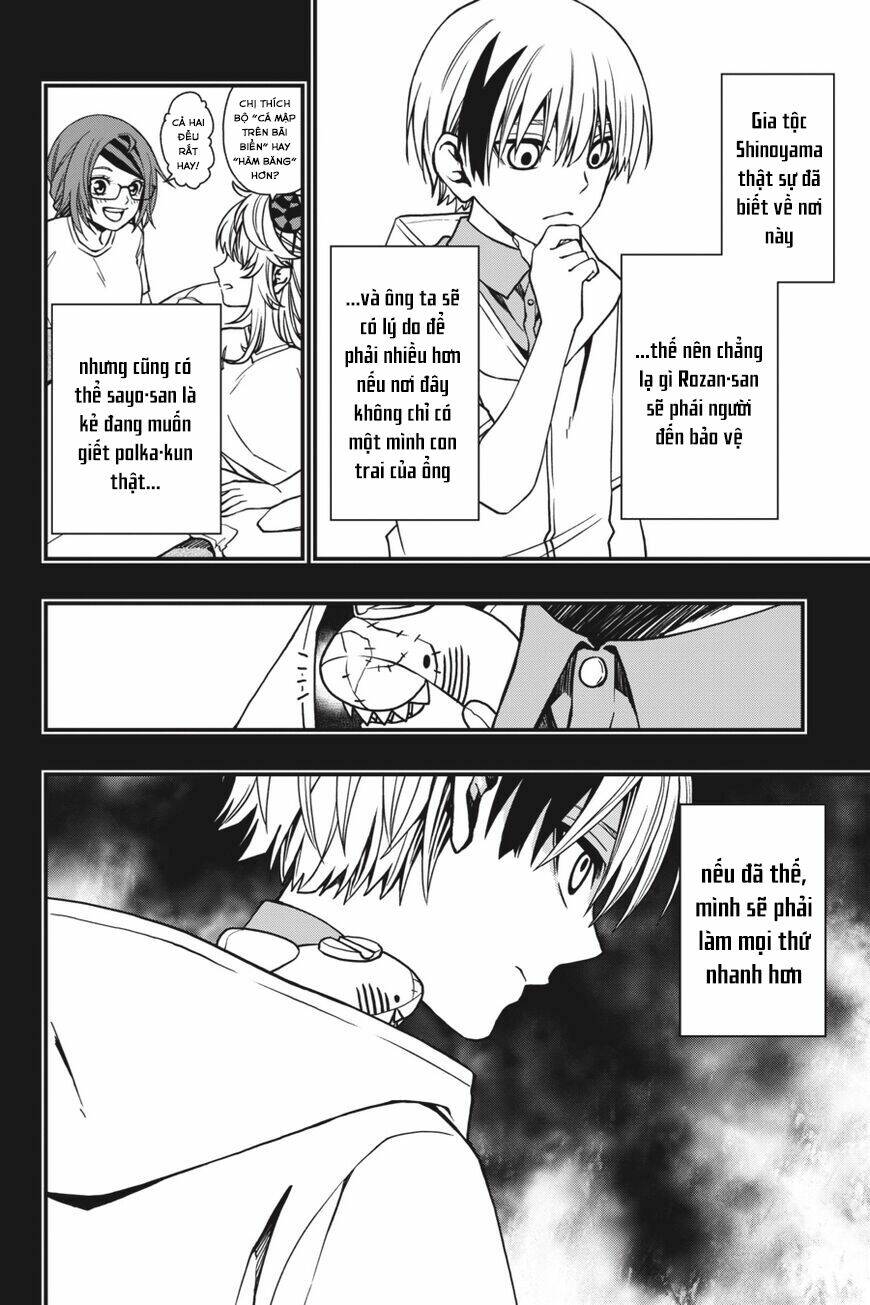 Gia tộc
Shinoyama
thật sự đã
biết về nơi
này
...thế nên chẳng
lạ gì Rozan-san
sẽ phái người
đến bảo vệ
...và ông ta sẽ
có lý do để
phái nhiều hơn
nếu nơi đây
không chỉ có
một mình con
trai của ổng
CHỊ THÍCH
BỘ "CÁ MẬP
TRÊN BÃI
BIỂN" HAY
"HÀM BĂNG"
HƠN?
CẢ HAI
ĐỀU
RẤT
HAY!
nhưng cũng có
thể sayo-san là
kẻ đang muốn
giết polka-kun
thật...
nếu đã thế,
mình sẽ phải
làm mọi thứ
nhanh hơn